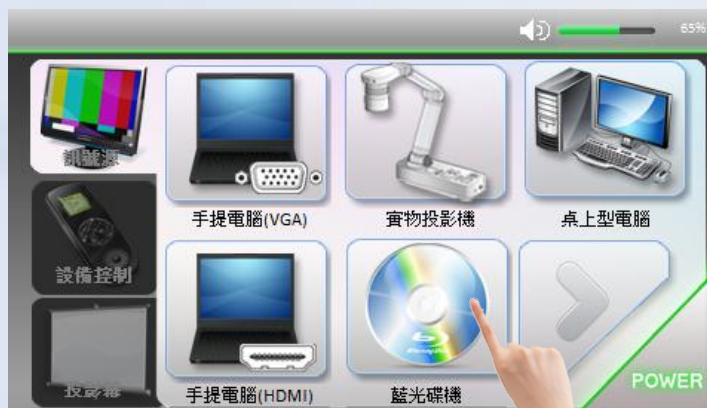 65%
訊號源
手提電腦(VGA)
實物投影機
桌上型電腦
設備控制
手提電腦(HDMI)
藍光碟機
投影幕
POWER